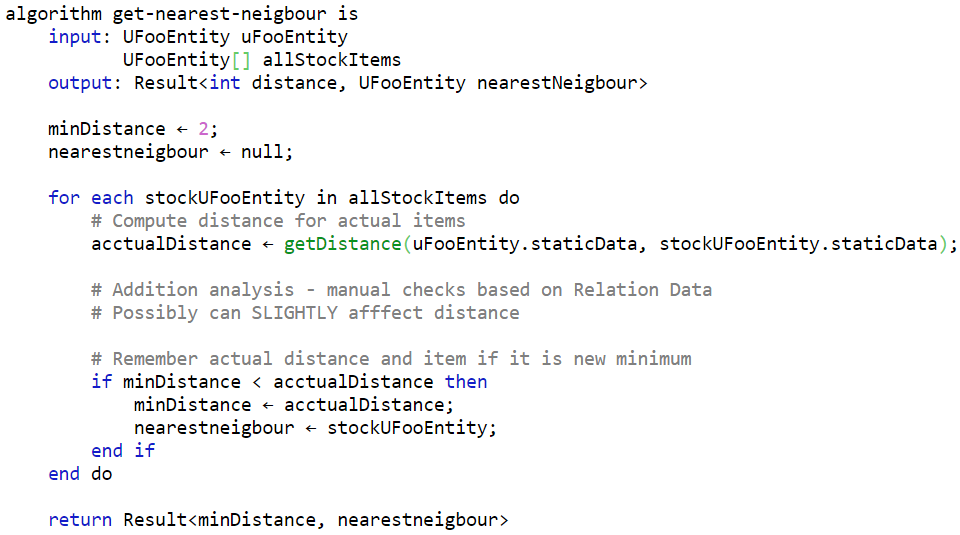 algorithm get-nearest-neigbour is
    input: UFooEntity uFooEntity
           UFooEntity[] allStockItems
    output: Result<int distance, UFooEntity nearestNeigbour>

    minDistance ← 2;
    nearestneigbour ← null;

    for each stockUFooEntity in allStockItems do
        # Compute distance for actual items
        acctualDistance ← getDistance(uFooEntity.staticData, stockUFooEntity.staticData);

        # Addition analysis - manual checks based on Relation Data
        # Possibly can SLIGHTLY afffect distance

        # Remember actual distance and item if it is new minimum
        if minDistance < acctualDistance then
            minDistance ← acctualDistance;
            nearestneigbour ← stockUFooEntity;
        end if
    end do

    return Result<minDistance, nearestneigbour>